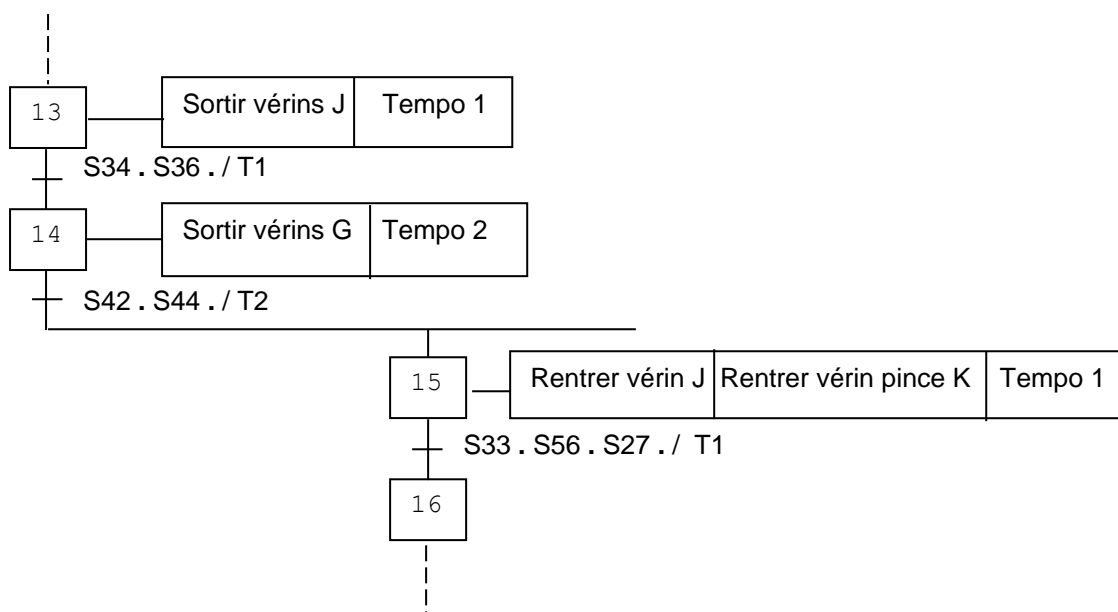 13
Sortir vérins J
Tempo 1
S34 . S36 . / T1
14
Sortir vérins G
Tempo 2
S42 . S44 . / T2
15
Rentrer vérin J
Rentrer vérin pince K
Tempo 1
S33 . S56 . S27 . / T1
16